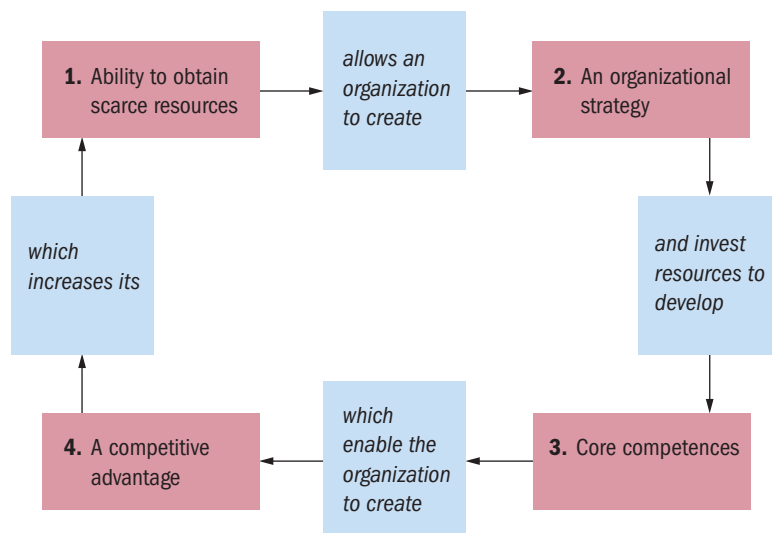 1. Ability to obtain
scarce resources
allows an
organization
to create
2. An organizational
strategy
and invest
resources to
develop
3. Core competences
which
enable the
organization
to create
4. A competitive
advantage
which
increases its